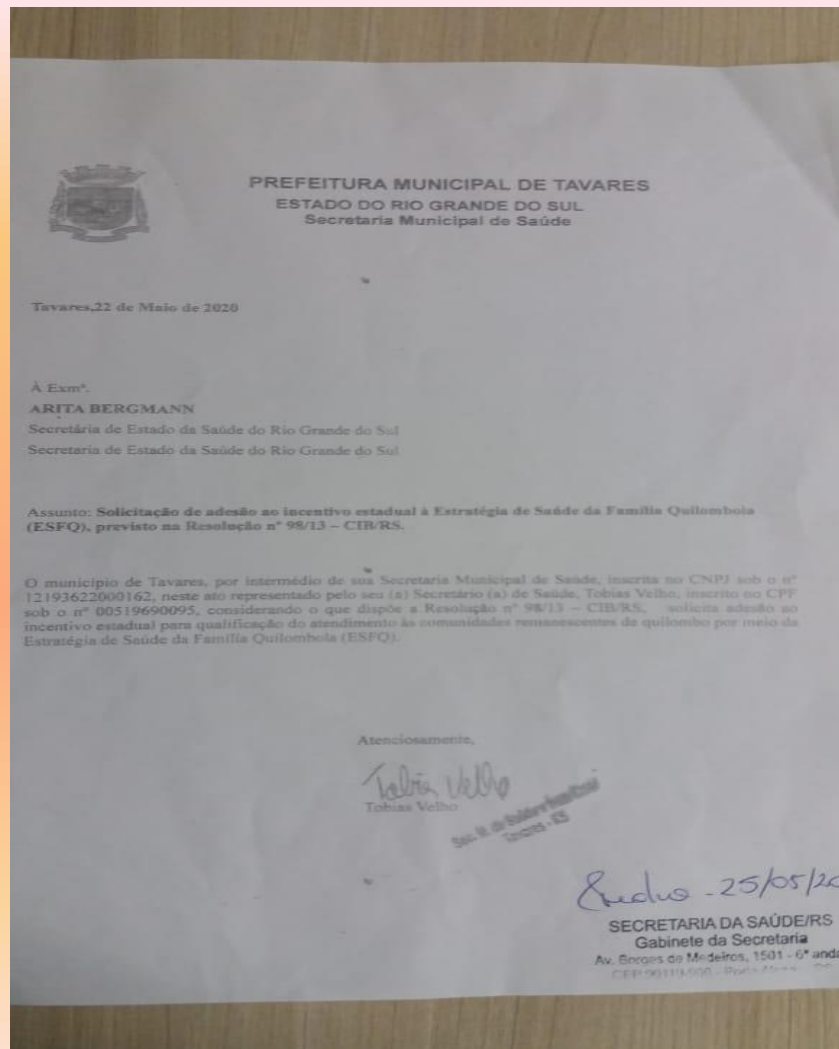 PREFEITURA MUNICIPAL DE TAVARES
ESTADO DO RIO GRANDE DO SUL
Secretaria Municipal de Saúde
Tavares,22 de Maio de 2020
À Exmª.
ARITA BERGMANN
Secretária de Estado da Saúde do Rio Grande do Sul
Secretaria de Estado da Saúde do Rio Grande do Sul
Assunto: Solicitação de adesão ao incentivo estadual à Estratégia de Saúde da Família Quilombola
(ESFQ), previsto na Resolução nº 98/13 – CIB/RS.
O município de Tavares, por intermédio de sua Secretaria Municipal de Saúde, inscrita no CNPJ sob o nº
12193622000162, neste ato representado pelo seu (a) Secretário (a) de Saúde, Tobias Velho, inscrito no CPF
sob o nº 00519690095, considerando o que dispõe a Resolução nº 98/13 – CIB/RS, solicita adesão ao
incentivo estadual para qualificação do atendimento às comunidades remanescentes de quilombo por meio da
Estratégia de Saúde da Família Quilombola (ESFQ).
Atenciosamente,
Tobias Velho
Tobias Velho
Tavares - RS
25/05/20
SECRETARIA DA SAÚDE/RS
Gabinete da Secretaria
Av. Borges de Medeiros, 1501 - 6º anda